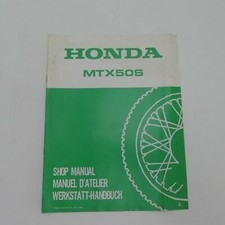 HONDA
MTX50S
SHOP MANUAL
MANUEL D'ATELIER
WERKSTATT-HANDBUCH